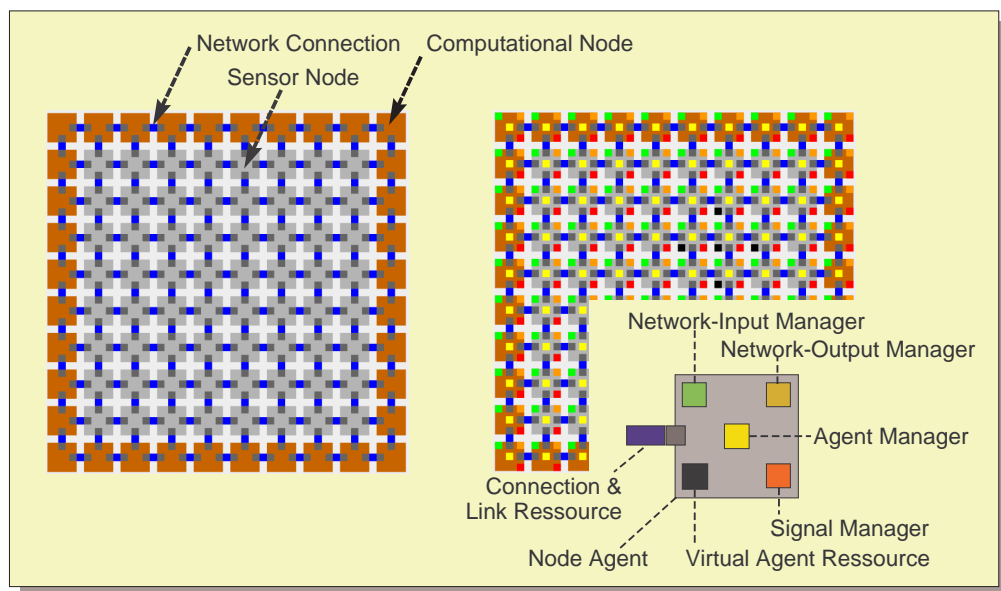 Network Connection
Computational Node
Sensor Node
Network-Input Manager
Network-Output Manager
Agent Manager
Connection &
Link Ressource
Signal Manager
Node Agent
Virtual Agent Ressource